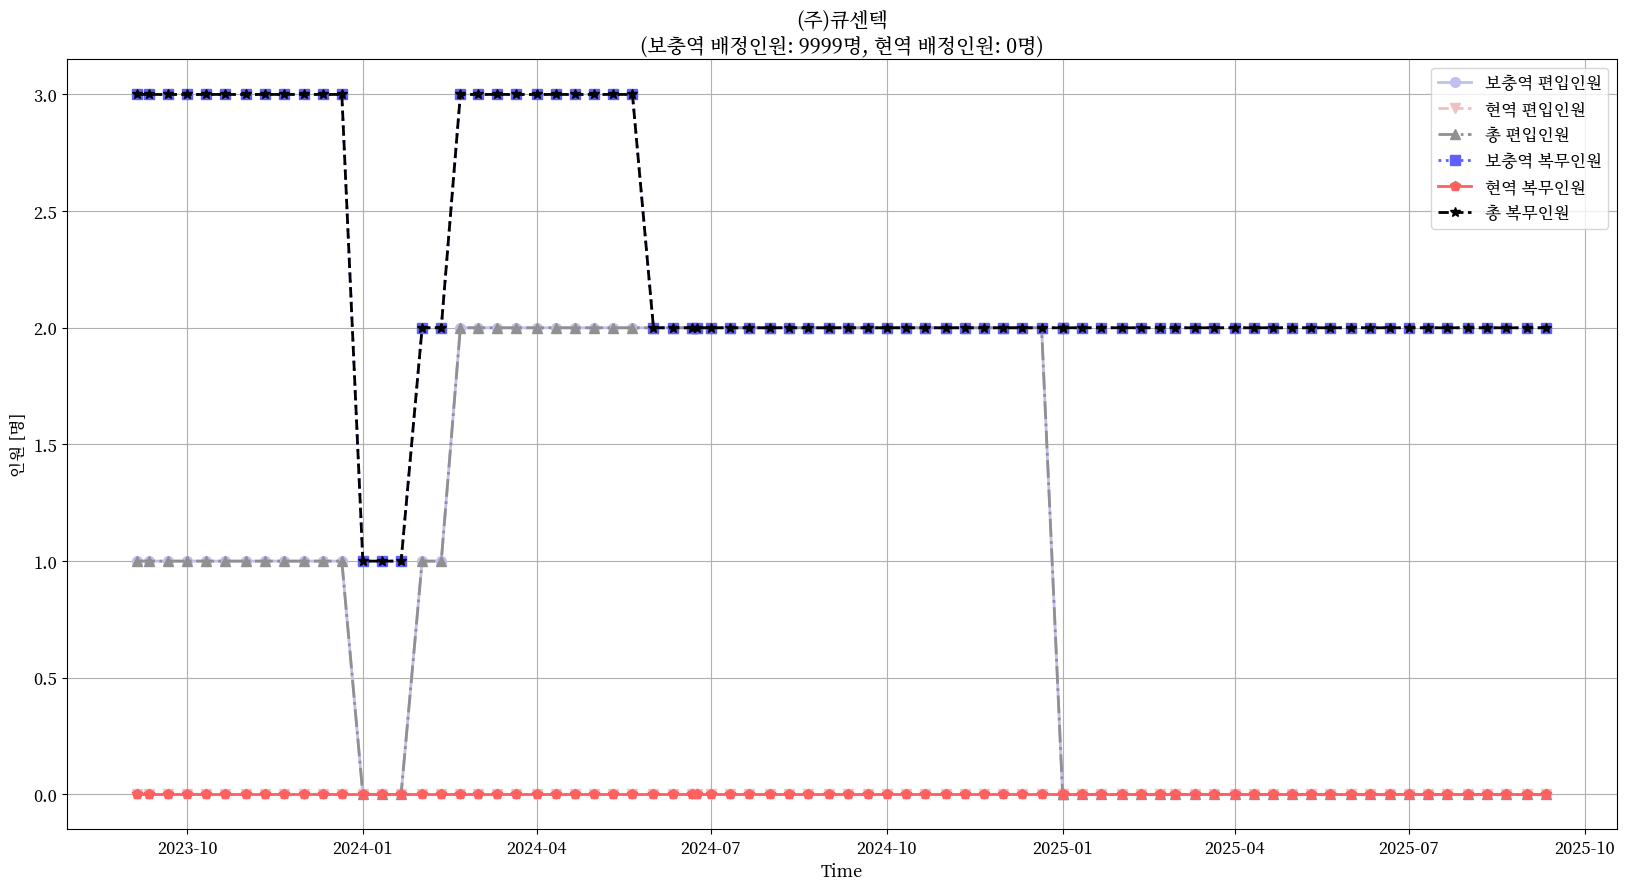 (주)큐센텍
(보충역 배정인원: 9999명, 현역 배정인원: 0명)
보충역 편입인원
현역 편입인원
총 편입인원
보충역 복무인원
현역 복무인원
총 복무인원
인원 [명]
3.0
2.5
2.0
1.5
1.0
0.5
0.0
2023-10
2024-01
2024-04
2024-07
2024-10
2025-01
2025-04
2025-07
2025-10
Time